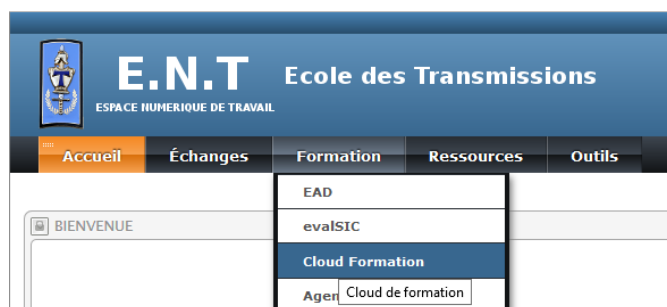 E.N.T Ecole des Transmissions
ESPACE NUMERIQUE DE TRAVAIL
Accueil Échanges Formation Ressources Outils
EAD
BIENVENUE
evalSIC
Cloud Formation
Agen
Cloud de formation